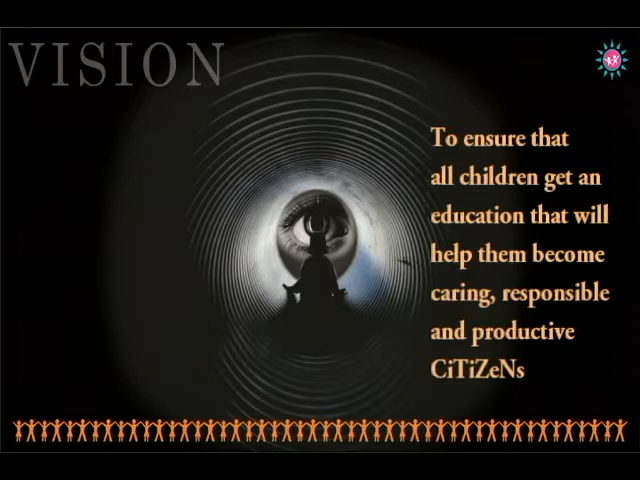 VISION
To ensure that
all children get an
education that will
help them become
caring, responsible
and productive
CiTiZeNs